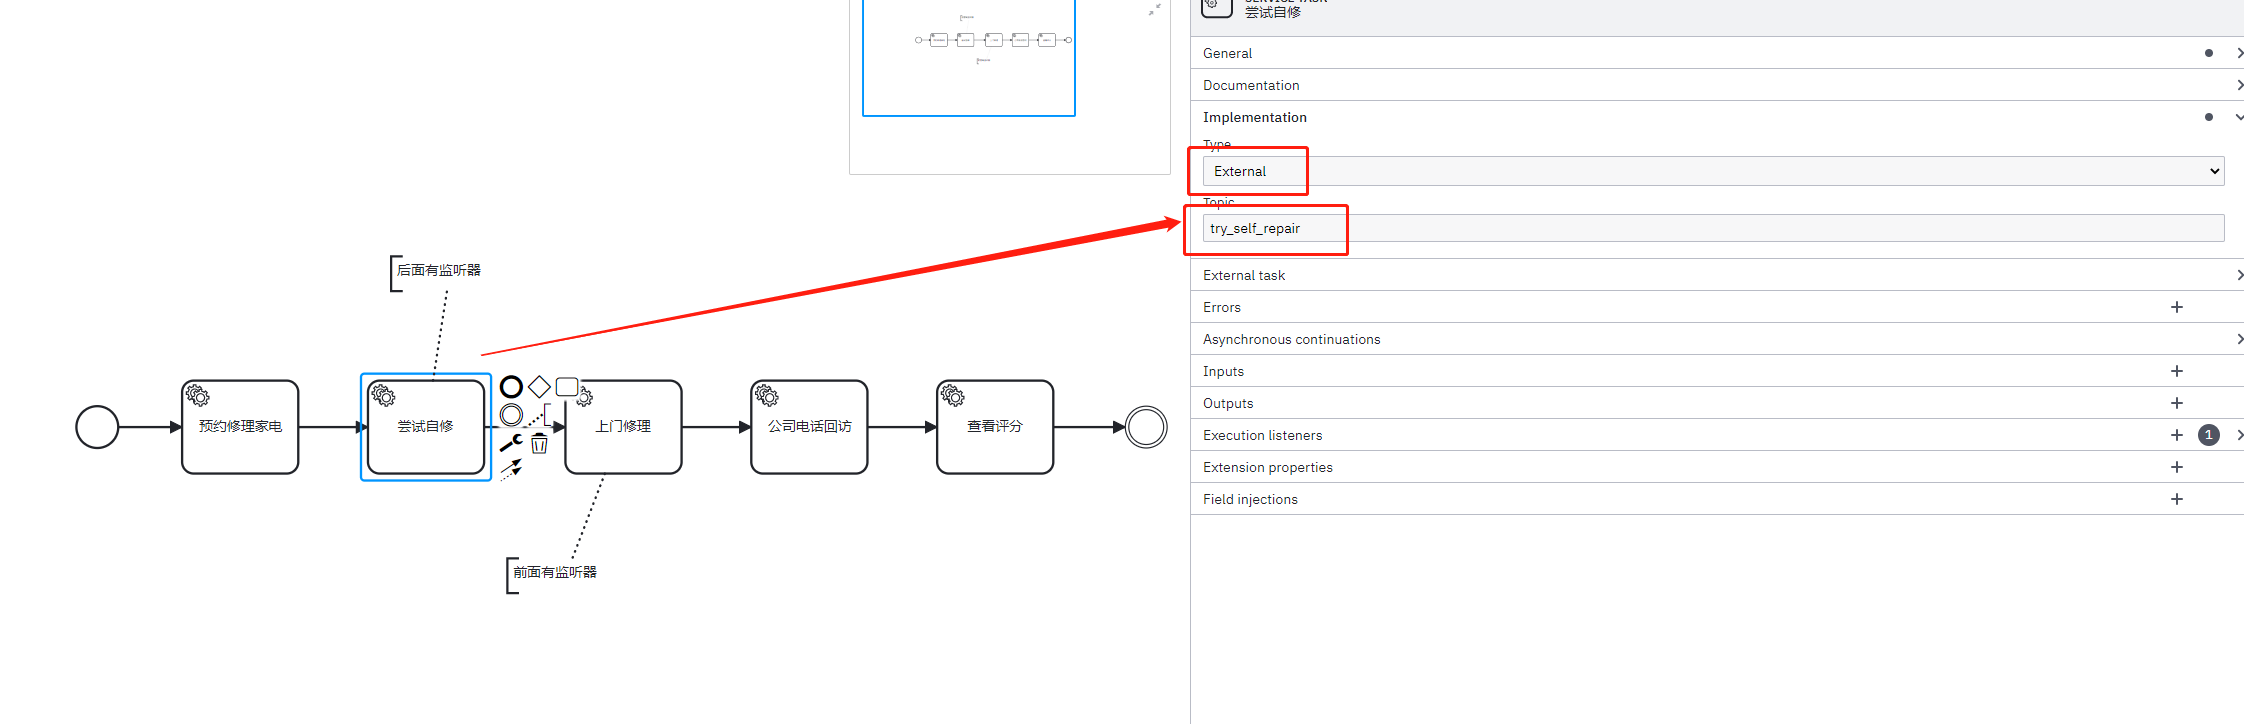 后面有监听器
预约修理家电
尝试自修
上门修理
公司电话回访
查看评分
前面有监听器
尝试自修
General
Documentation
Implementation
Type
External
Topic
try_self_repair
External task
Errors
Asynchronous continuations
Inputs
Outputs
Execution listeners
1
Extension properties
Field injections